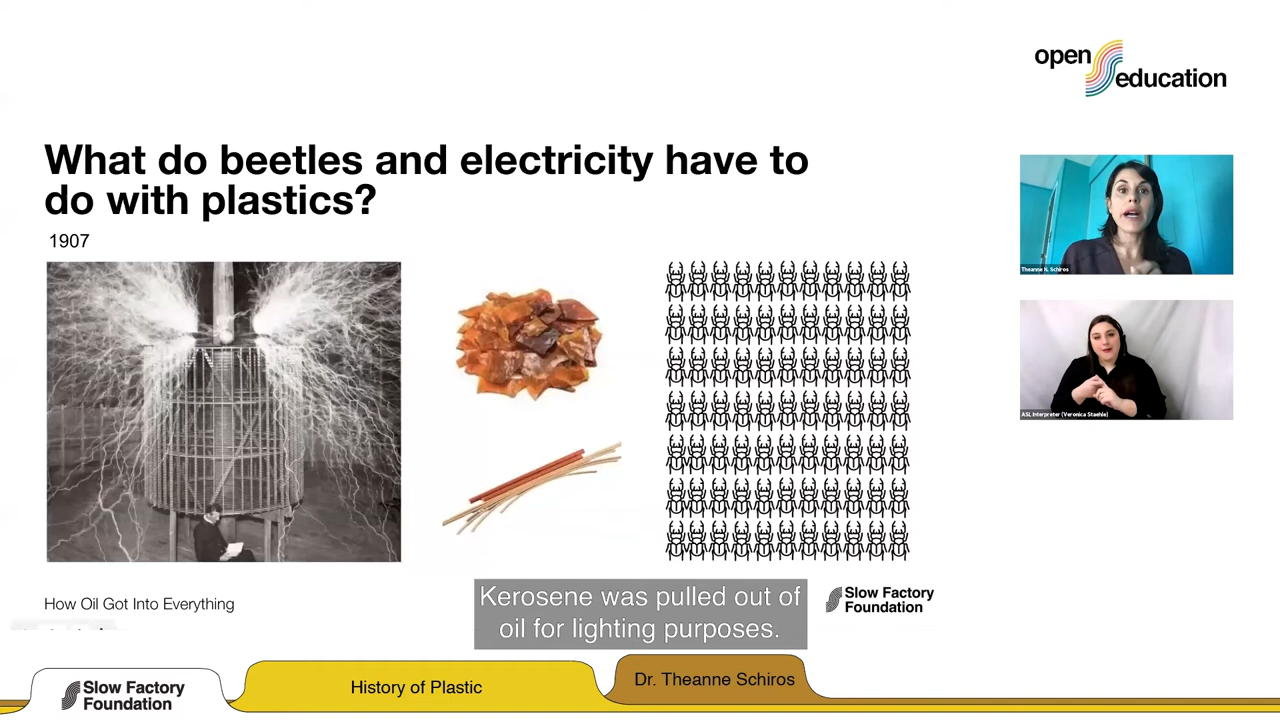 open
education
What do beetles and electricity have to
do with plastics?
1907
Theanne N. Schiros
ASL Interpreter (Veronica Staehle)
How Oil Got Into Everything
Kerosene was pulled out of
oil for lighting purposes.
Slow Factory
Foundation
Slow Factory
Foundation
History of Plastic
Dr. Theanne Schiros